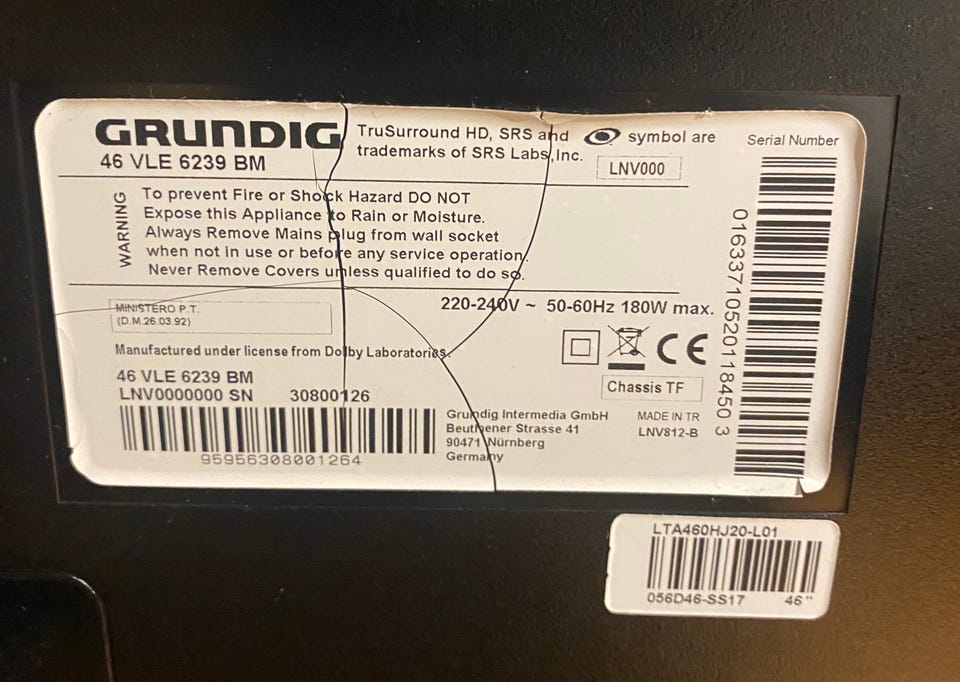 GRUNDIG
46 VLE 6239 BM
TruSurround HD, SRS and symbol are
trademarks of SRS Labs, Inc.
LNV000
Serial Number
WARNING
To prevent Fire or Shock Hazard DO NOT
Expose this Appliance to Rain or Moisture.
Always Remove Mains plug from wall socket
when not in use or before any service operation.
Never Remove Covers unless qualified to do so.
01633710520118450 3
MINISTERO P.T.
(D.M.26.03.92)
220-240V ~ 50-60Hz 180W max.
Manufactured under license from Dolby Laboratories.
CE
Chassis TF
46 VLE 6239 BM
LNV0000000 SN 30800126
95956308001264
Grundig Intermedia GmbH
Beuthener Strasse 41
90471 Nürnberg
Germany
MADE IN TR
LNV812-B
LTA460HJ20-L01
056D46-SS17 46"